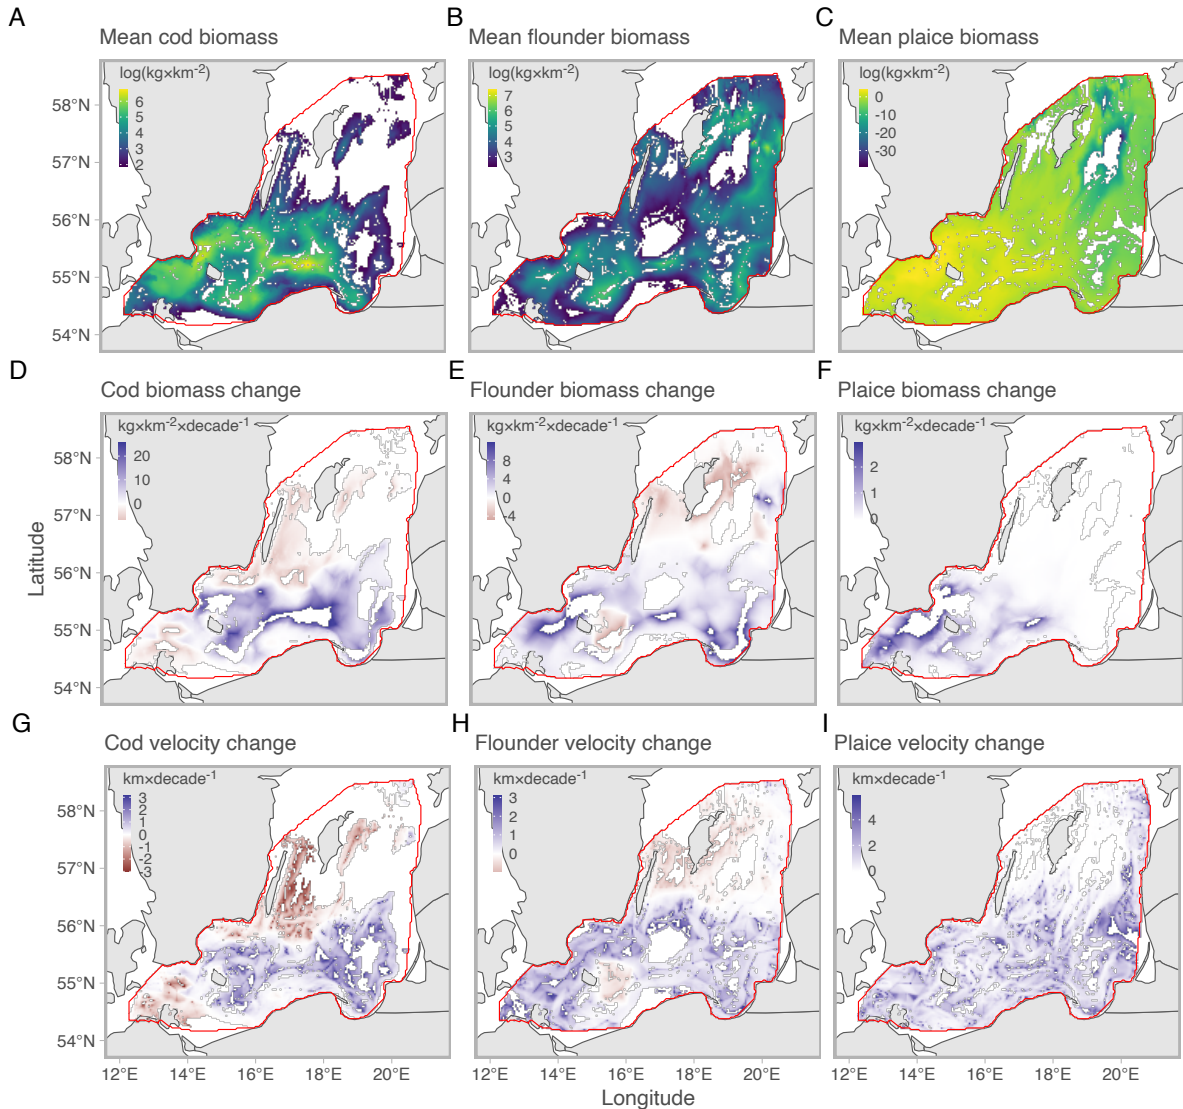 A
B
C
Mean cod biomass
Mean flounder biomass
Mean plaice biomass
log(kg×km⁻²)
6
5
4
3
2
log(kg×km⁻²)
7
6
5
4
3
log(kg×km⁻²)
0
-10
-20
-30
58°N
57°N
56°N
55°N
54°N
D
E
F
Cod biomass change
Flounder biomass change
Plaice biomass change
kg×km⁻²×decade⁻¹
20
10
0
kg×km⁻²×decade⁻¹
8
4
0
-4
kg×km⁻²×decade⁻¹
2
1
0
58°N
57°N
56°N
55°N
54°N
Latitude
G
H
I
Cod velocity change
Flounder velocity change
Plaice velocity change
km×decade⁻¹
3
2
1
0
-1
-2
-3
km×decade⁻¹
3
2
1
0
km×decade⁻¹
4
2
0
58°N
57°N
56°N
55°N
54°N
12°E 14°E 16°E 18°E 20°E
12°E 14°E 16°E 18°E 20°E
12°E 14°E 16°E 18°E 20°E
Longitude